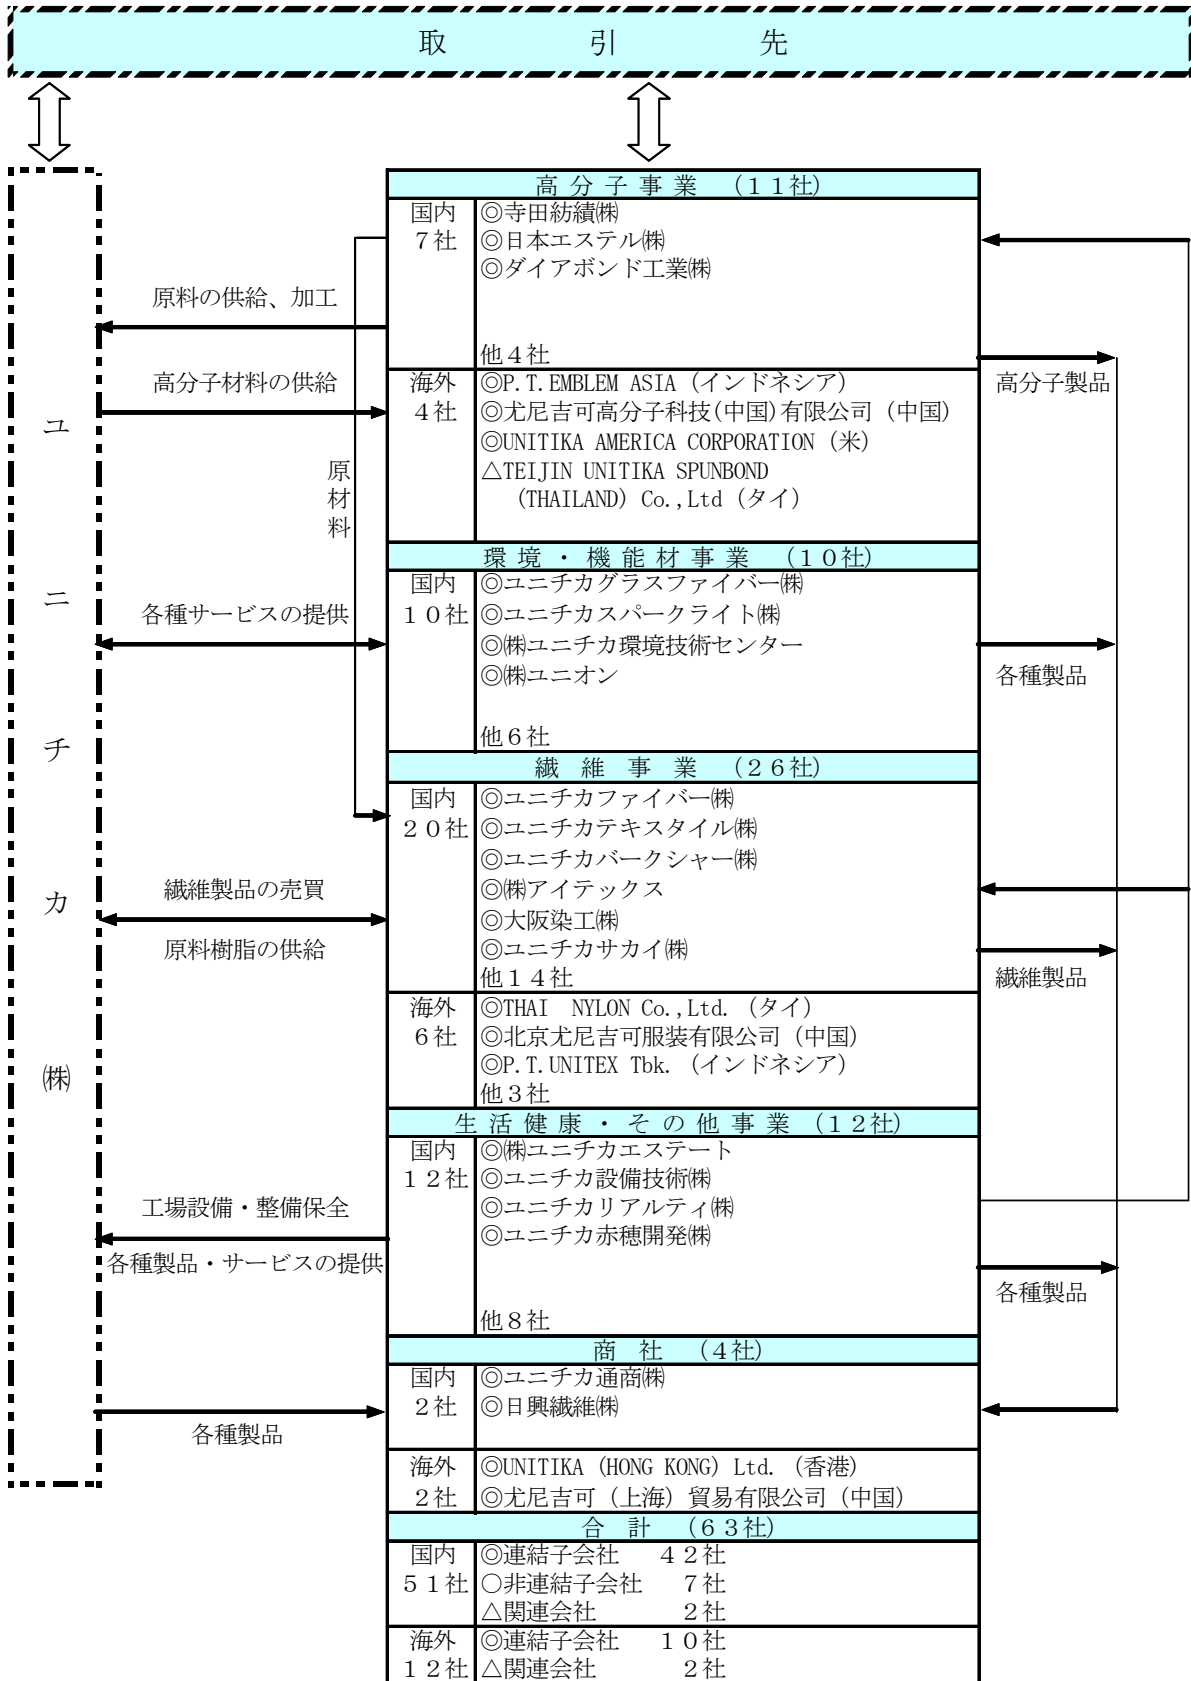 取　引　先
ユニチカ㈱
高分子事業 (１１社)
国内
７社
◎寺田紡績㈱
◎日本エステル㈱
◎ダイアボンド工業㈱
他４社
原料の供給、加工
高分子材料の供給
高分子製品
原材料
海外
４社
◎P.T.EMBLEM ASIA (インドネシア)
◎尤尼吉可高分子科技(中国)有限公司 (中国)
◎UNITIKA AMERICA CORPORATION (米)
△TEIJIN UNITIKA SPUNBOND
(THAILAND) Co.,Ltd (タイ)
環境・機能材事業 (１０社)
国内
１０社
◎ユニチカグラスファイバー㈱
◎ユニチカスパークライト㈱
◎㈱ユニチカ環境技術センター
◎㈱ユニオン
他６社
各種サービスの提供
各種製品
繊維事業 (２６社)
国内
２０社
◎ユニチカファイバー㈱
◎ユニチカテキスタイル㈱
◎ユニチカバークシャー㈱
◎㈱アイテックス
◎大阪染工㈱
◎ユニチカサカイ㈱
他１４社
繊維製品の売買
原料樹脂の供給
繊維製品
海外
６社
◎THAI NYLON Co.,Ltd. (タイ)
◎北京尤尼吉可服装有限公司 (中国)
◎P.T.UNITEX Tbk. (インドネシア)
他３社
生活健康・その他事業 (１２社)
国内
１２社
◎㈱ユニチカエステート
◎ユニチカ設備技術㈱
◎ユニチカリアルティ㈱
◎ユニチカ赤穂開発㈱
他８社
工場設備・整備保全
各種製品・サービスの提供
各種製品
商社 (４社)
国内
２社
◎ユニチカ通商㈱
◎日興繊維㈱
各種製品
海外
２社
◎UNITIKA (HONG KONG) Ltd. (香港)
◎尤尼吉可 (上海) 貿易有限公司 (中国)
合計 (６３社)
国内
５１社
◎連結子会社　４２社
○非連結子会社　７社
△関連会社　２社
海外
１２社
◎連結子会社　１０社
△関連会社　２社